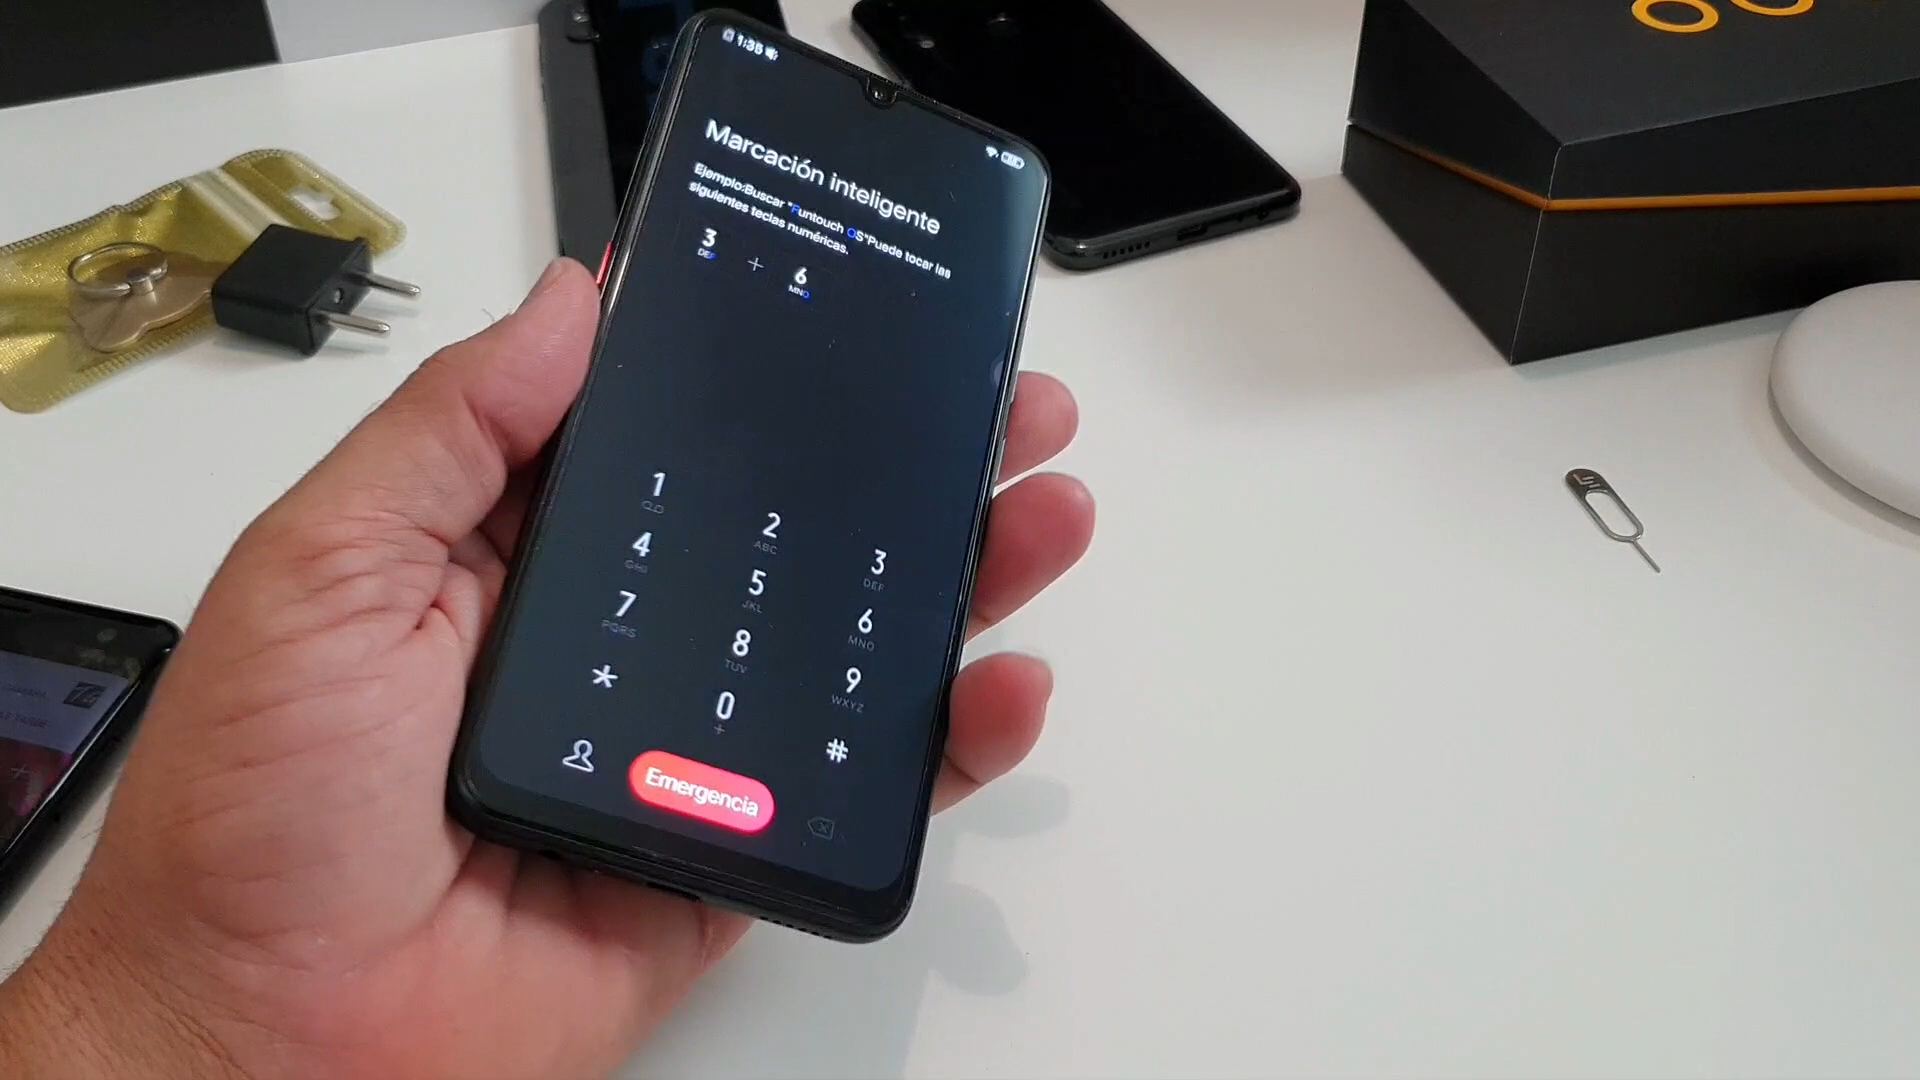 1:35
Marcación inteligente
Ejemplo:Buscar "Funtouch OS"Puede tocar las
siguientes teclas numéricas.
3 + 6
DEF MNO
1 2 3
ABC DEF
4 5 6
GHI JKL MNO
7 8 9
PQRS TUV WXYZ
* 0 #
+
Emergencia